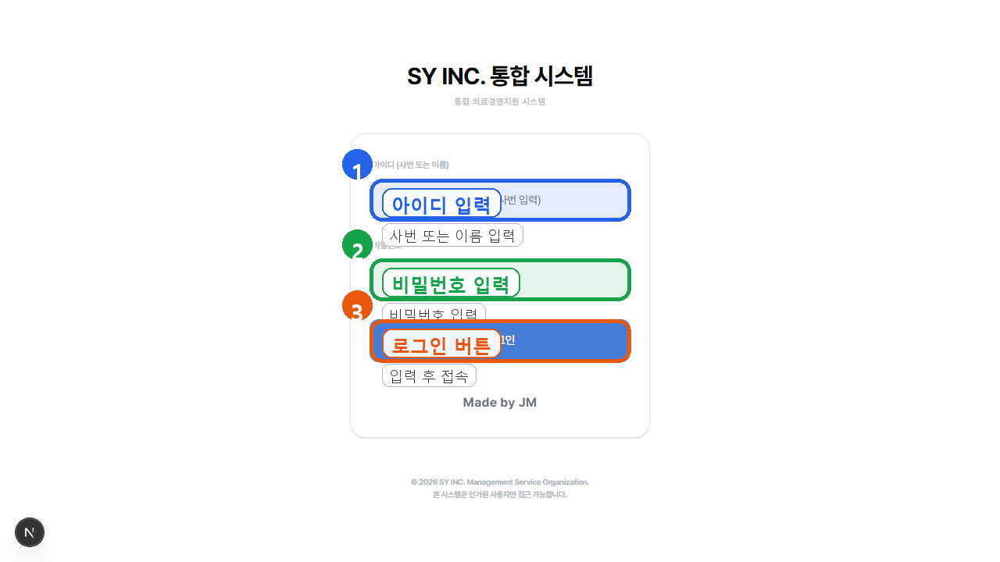 SY INC. 통합 시스템
통합 의료경영지원 시스템
1
아이디 (사번 또는 이름)
아이디 입력
사번 입력)
사번 또는 이름 입력
2
비밀번호 입력
비밀번호 입력
3
로그인 버튼
입력 후 접속
Made by JM
© 2026 SY INC. Management Service Organization.
본 시스템은 인가된 사용자만 접근 가능합니다.
N